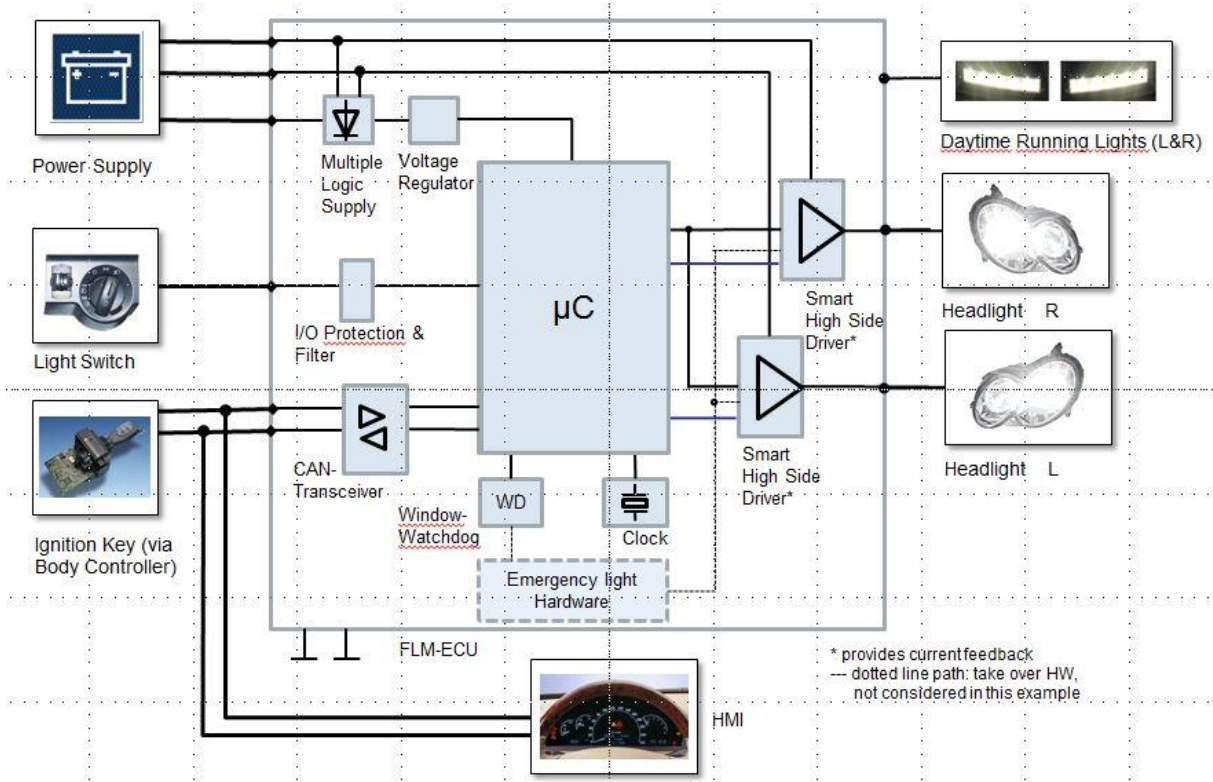 Power Supply
Multiple
Logic
Supply
Voltage
Regulator
Daytime Running Lights (L&R)
Light Switch
I/O Protection &
Filter
µC
Smart
High Side
Driver*
Headlight R
Ignition Key (via
Body Controller)
CAN-
Transceiver
Smart
High Side
Driver*
Headlight L
Window-
Watchdog
WD
Clock
Emergency light
Hardware
FLM-ECU
* provides current feedback
--- dotted line path: take over HW,
not considered in this example
HMI